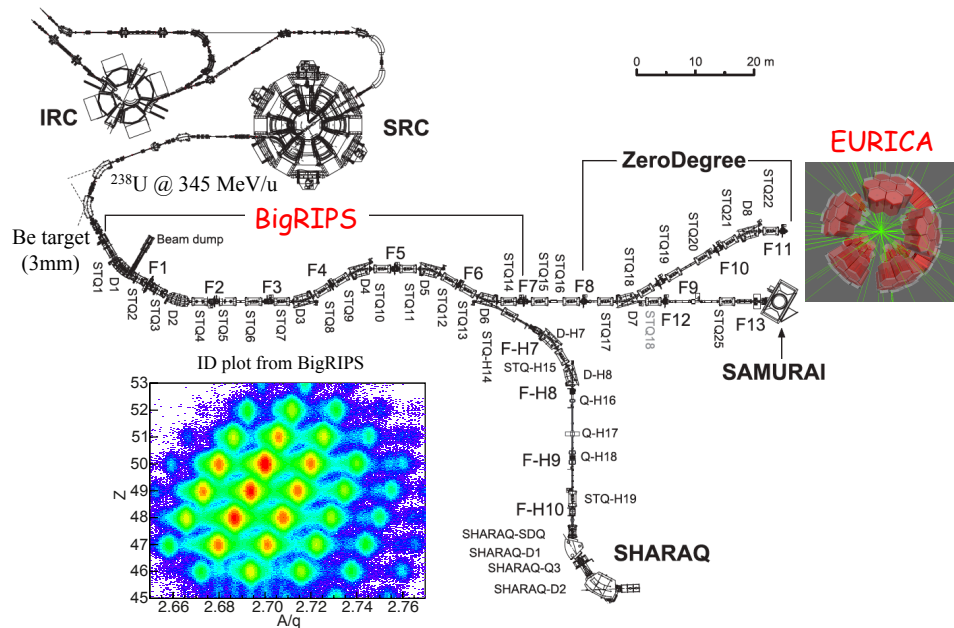 0 10 20 m
IRC
SRC
EURICA
ZeroDegree
²³⁸U @ 345 MeV/u
BigRIPS
Be target
(3mm)
Beam dump
STQ1
D1
STQ2
F1
STQ3
D2
STQ4
F2
STQ5
STQ6
F3
STQ7
D3
F4
STQ8
STQ9
D4
STQ10
F5
STQ11
D5
STQ12
F6
STQ13
D6
STQ14
F7
STQ15
STQ16
F8
STQ17
STQ18
D7
STQ19
STQ20
F10
STQ21
D8
STQ22
F11
F9
STQ18
F12
STQ25
F13
SAMURAI
STQ-H14
F-H7
D-H7
STQ-H15
D-H8
F-H8
Q-H16
Q-H17
F-H9
Q-H18
STQ-H19
F-H10
SHARAQ-SDQ
SHARAQ-D1
SHARAQ-Q3
SHARAQ-D2
SHARAQ
ID plot from BigRIPS
53
52
51
50
49
48
47
46
45
Z
2.66 2.68 2.70 2.72 2.74 2.76
A/q